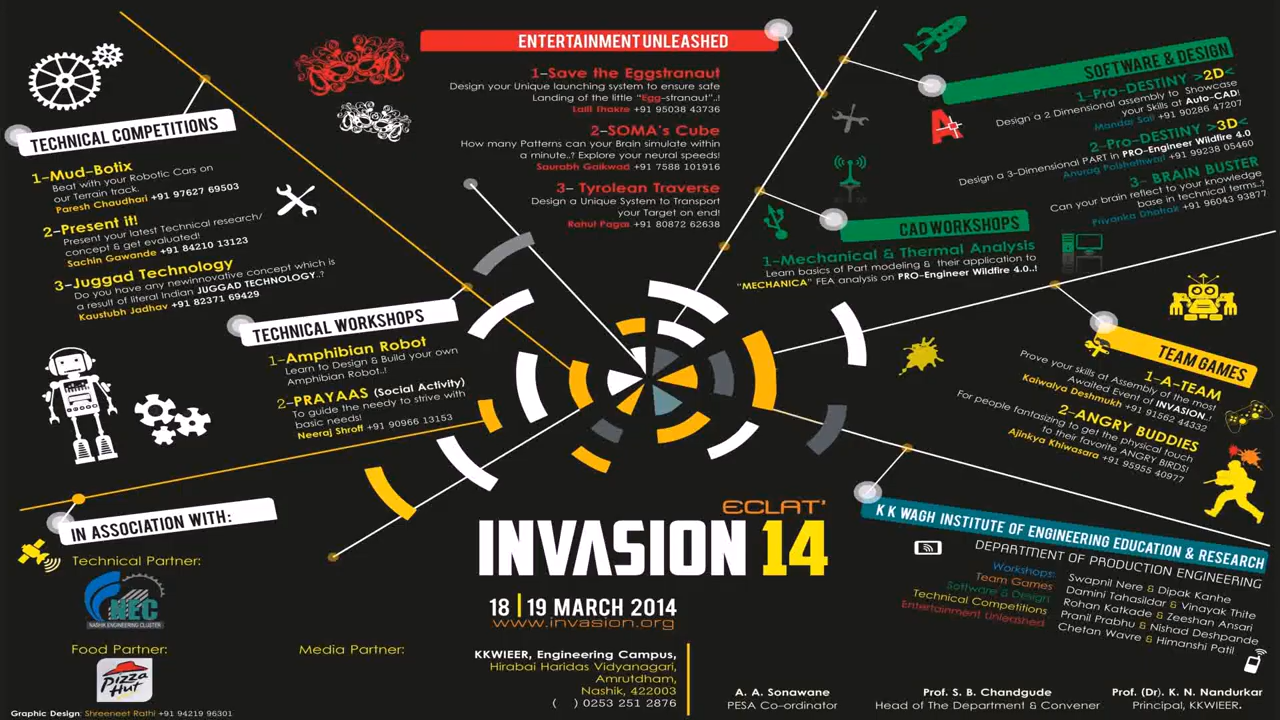 TECHNICAL COMPETITIONS
1-Mud-Botix
Beat with your Robotic Cars on
our Terrain track.
Paresh Chaudhari +91 97627 69503
2-Present it!
Present your latest Technical research/
concept & get evaluated!
Sachin Gawande +91 84210 13123
3-Juggad Technology
Do you have any newinnovative concept which is
a result of literal Indian JUGGAD TECHNOLOGY..?
Kaustubh Jadhav +91 82371 69429
TECHNICAL WORKSHOPS
1-Amphibian Robot
Learn to Design & Build your own
Amphibian Robot..!
2-PRAYAAS (Social Activity)
To guide the needy to strive with
basic needs!
Neeraj Shroff +91 90966 13153
ENTERTAINMENT UNLEASHED
1-Save the Eggstranaut
Design your Unique launching system to ensure safe
Landing of the little "Egg-stranaut"..!
Lalit Thakre +91 95038 43736
2-SOMA's Cube
How many Patterns can your Brain simulate within
a minute..? Explore your neural speeds!
Saurabh Gaikwad +91 7588 101916
3- Tyrolean Traverse
Design a Unique System to Transport
your Target on end!
Rahul Pagar +91 80872 62638
SOFTWARE & DESIGN
1-Pro-DESTINY >2D<
Design a 2 Dimensional assembly to Showcase
your Skills at Auto-CAD!
Mandar Sali +91 90286 47207
2-Pro-DESTINY >3D<
Design a 3-Dimensional PART in PRO-Engineer Wildfire 4.0
Anurag +91 99238 05460
3- BRAIN BUSTER
Can your brain reflect to your knowledge
base in technical terms..?
Priyanka Dhotrak +91 96043 93877
CAD WORKSHOPS
1-Mechanical & Thermal Analysis
Learn basics of Part modeling & their application to
"MECHANICA" FEA analysis on PRO-Engineer Wildfire 4.0..!
TEAM GAMES
1-A-TEAM
Prove your skills at Assembly of the most
Awaited Event of INVASION..!
Kaiwalya Deshmukh +91 91562 44332
2-ANGRY BUDDIES
For people fantasizing to get the physical touch
to their favorite ANGRY BIRDS!
Ajinkya Khiwasara +91 95955 40977
IN ASSOCIATION WITH:
Technical Partner:
NEC
NASHIK ENGINEERING CLUSTER
Food Partner:
Pizza
Hut
Media Partner:
Graphic Design: Shreeneet Rathi +91 94219 96301
ECLAT'
INVASION 14
18 | 19 MARCH 2014
www.invasion.org
KKWIEER, Engineering Campus,
Hirabai Haridas Vidyanagari,
Amrutdham,
Nashik, 422003
( ) 0253 251 2876
K K WAGH INSTITUTE OF ENGINEERING EDUCATION & RESEARCH
DEPARTMENT OF PRODUCTION ENGINEERING
Workshops: Swapnil Nere & Dipak Kanhe
Team Games Damini Tahasildar & Vinayak Thite
Software & Design Rohan Katkade & Zeeshan Ansari
Technical Competitions Pranil Prabhu & Nishad Deshpande
Entertainment Unleashed Chetan Wavre & Himanshi Patil
A. A. Sonawane
PESA Co-ordinator
Prof. S. B. Chandgude
Head Of The Department & Convener
Prof. (Dr). K. N. Nandurkar
Principal, KKWIEER.